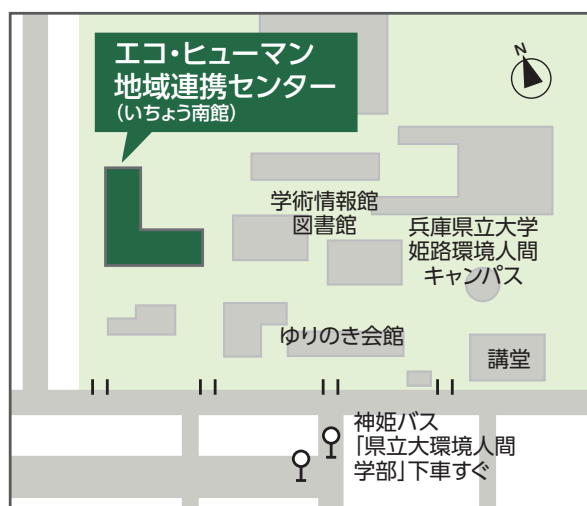 エコ・ヒューマン
地域連携センター
(いちょう南館)
N
学術情報館
図書館
兵庫県立大学
姫路環境人間
キャンパス
ゆりのき会館
講堂
神姫バス
「県立大環境人間
学部」下車すぐ